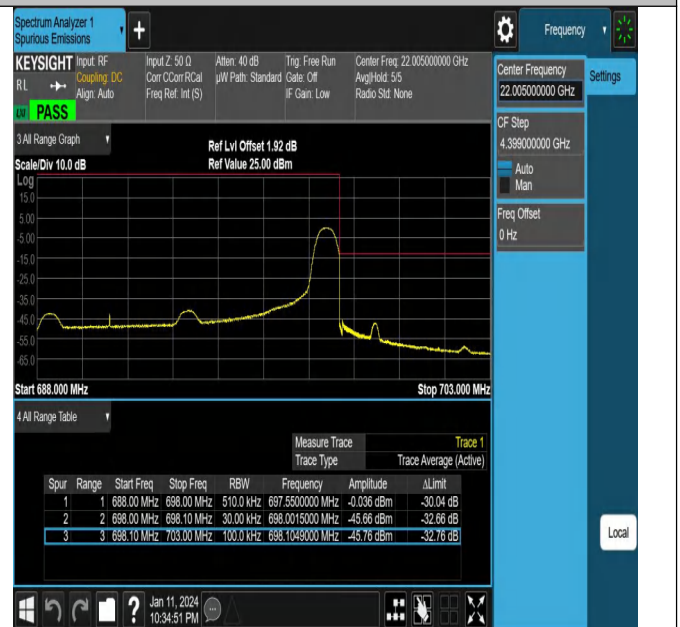 Spectrum Analyzer 1
Spurious Emissions
Frequency
KEYSIGHT Input: RF Input Z: 50 Ω Atten: 40 dB Trig: Free Run Center Freq: 22.005000000 GHz
RL Coupling: DC Corr CCorr RCal µW Path: Standard Gate: Off Avg|Hold: 5/5
Align: Auto Freq Ref: Int (S) IF Gain: Low Radio Std: None
PASS
Center Frequency
22.005000000 GHz
Settings
CF Step
4.399000000 GHz
Auto
Man
Freq Offset
0 Hz
3 All Range Graph
Ref Lvl Offset 1.92 dB
Scale/Div 10.0 dB Ref Value 25.00 dBm
Log
15.0
5.00
-5.00
-15.0
-25.0
-35.0
-45.0
-55.0
-65.0
Start 688.000 MHz Stop 703.000 MHz
4 All Range Table
Measure Trace Trace 1
Trace Type Trace Average (Active)
Spur Range Start Freq Stop Freq RBW Frequency Amplitude ΔLimit
1 1 688.00 MHz 698.00 MHz 510.0 kHz 697.5500000 MHz -0.036 dBm -30.04 dB
2 2 698.00 MHz 698.10 MHz 30.00 kHz 698.0015000 MHz -45.66 dBm -32.66 dB
3 3 698.10 MHz 703.00 MHz 100.0 kHz 698.1049000 MHz -45.76 dBm -32.76 dB
Local
Jan 11, 2024
10:34:51 PM